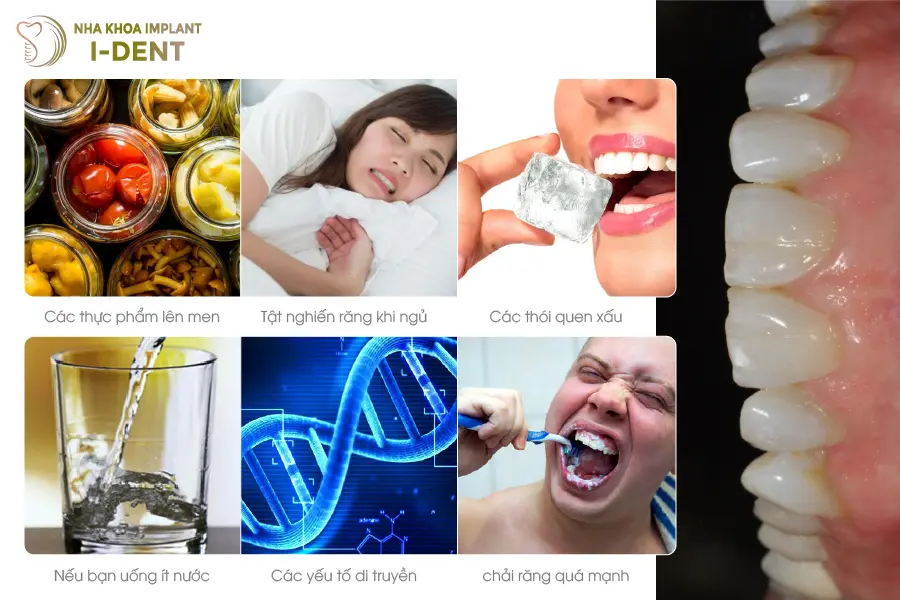 NHA KHOA IMPLANT
I-DENT
Các thực phẩm lên men
Tật nghiến răng khi ngủ
Các thói quen xấu
Nếu bạn uống ít nước
Các yếu tố di truyền
chải răng quá mạnh